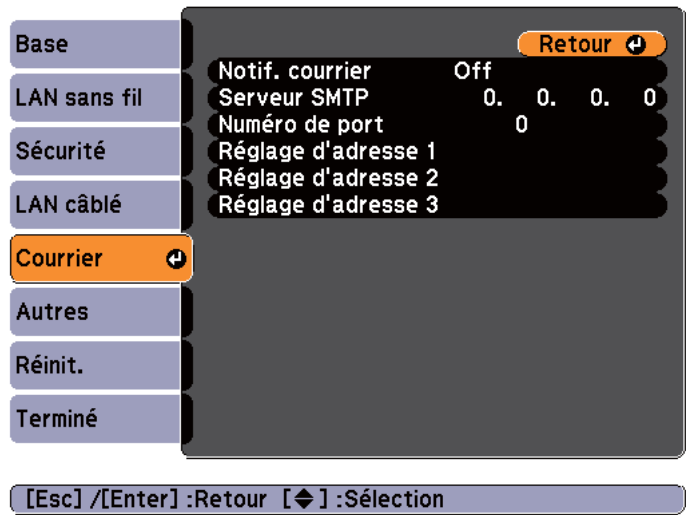 Base
LAN sans fil
Sécurité
LAN câblé
Courrier
Autres
Réinit.
Terminé
Retour
Notif. courrier Off
Serveur SMTP 0. 0. 0. 0
Numéro de port 0
Réglage d'adresse 1
Réglage d'adresse 2
Réglage d'adresse 3
[Esc] /[Enter] :Retour [◆] :Sélection